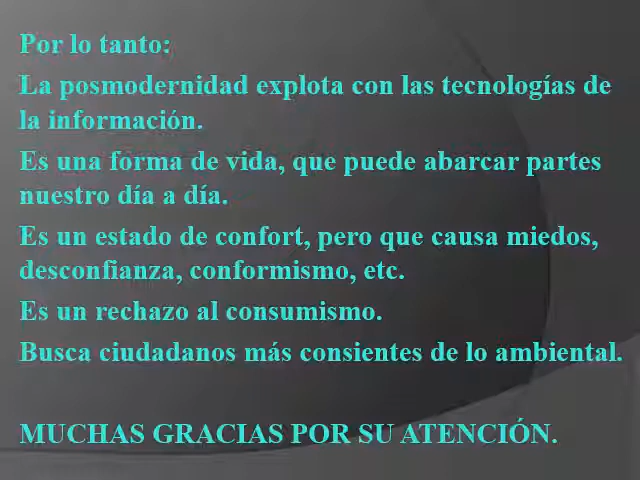 Por lo tanto:
La posmodernidad explota con las tecnologías de
la información.
Es una forma de vida, que puede abarcar partes
nuestro día a día.
Es un estado de confort, pero que causa miedos,
desconfianza, conformismo, etc.
Es un rechazo al consumismo.
Busca ciudadanos más consientes de lo ambiental.
MUCHAS GRACIAS POR SU ATENCIÓN.